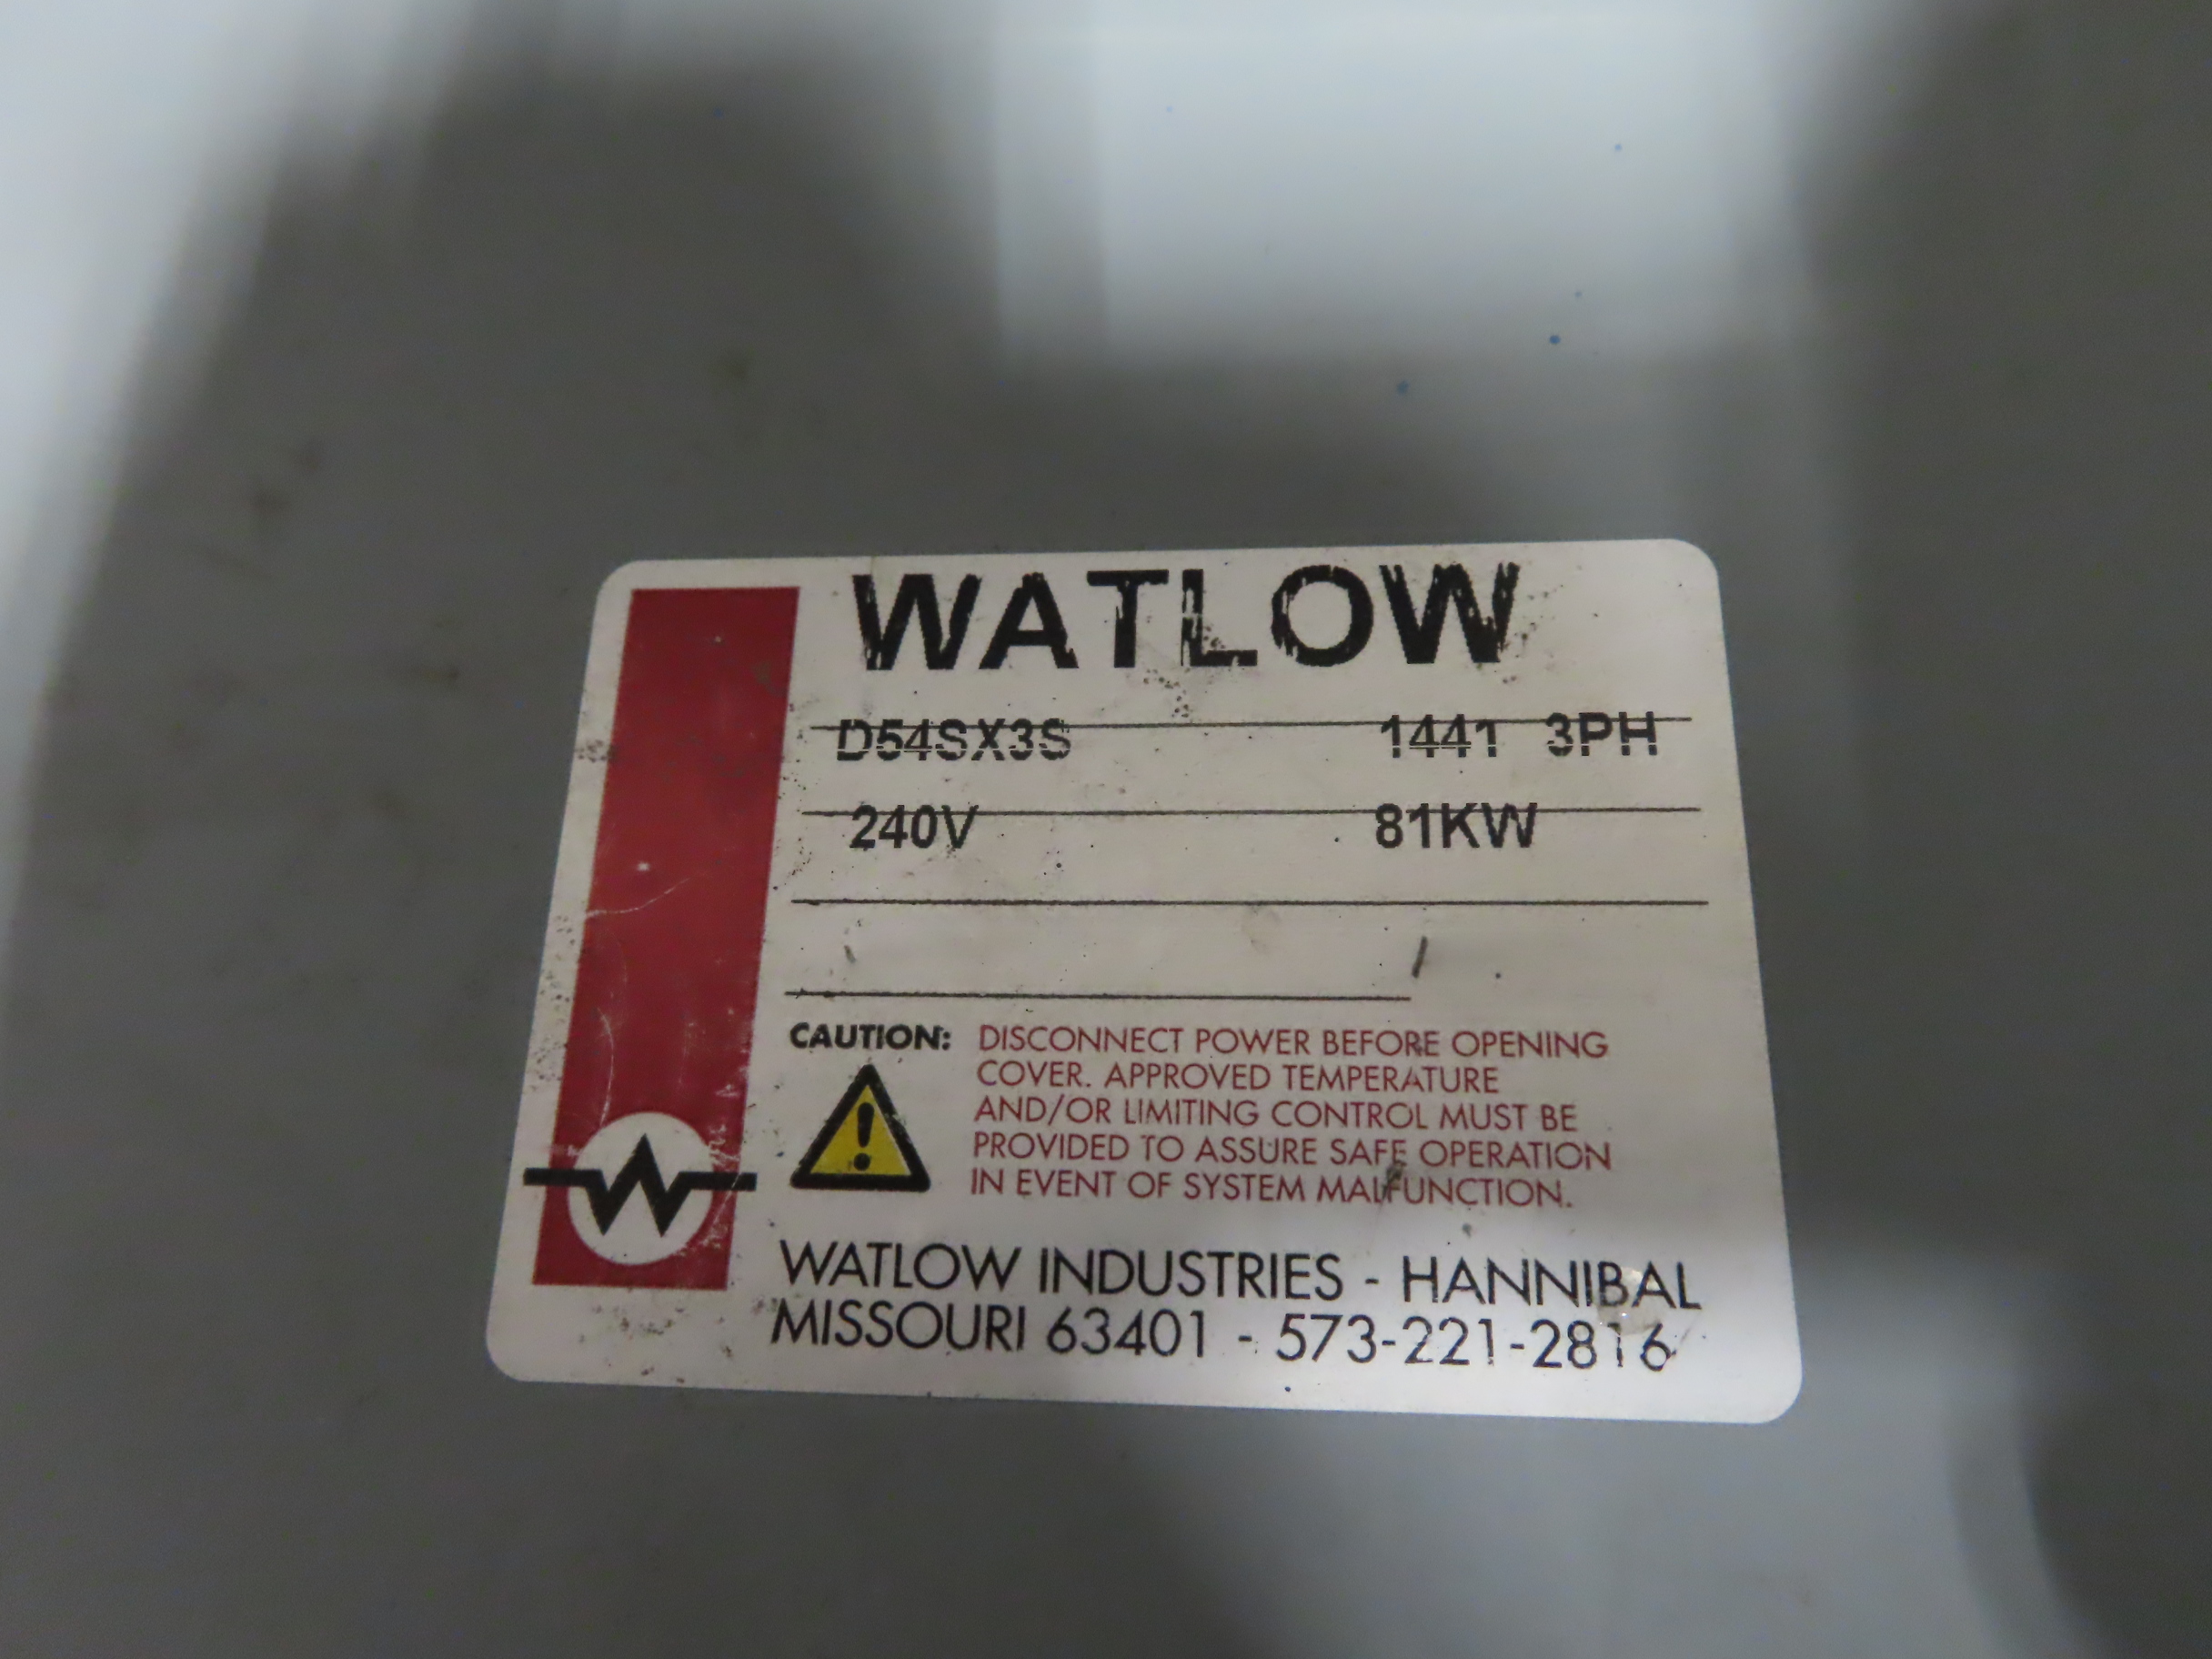 WATLOW
D54SX3S 1441 3PH
240V 81KW
CAUTION: DISCONNECT POWER BEFORE OPENING
COVER. APPROVED TEMPERATURE
AND/OR LIMITING CONTROL MUST BE
PROVIDED TO ASSURE SAFE OPERATION
IN EVENT OF SYSTEM MALFUNCTION.
WATLOW INDUSTRIES - HANNIBAL
MISSOURI 63401 - 573-221-2816